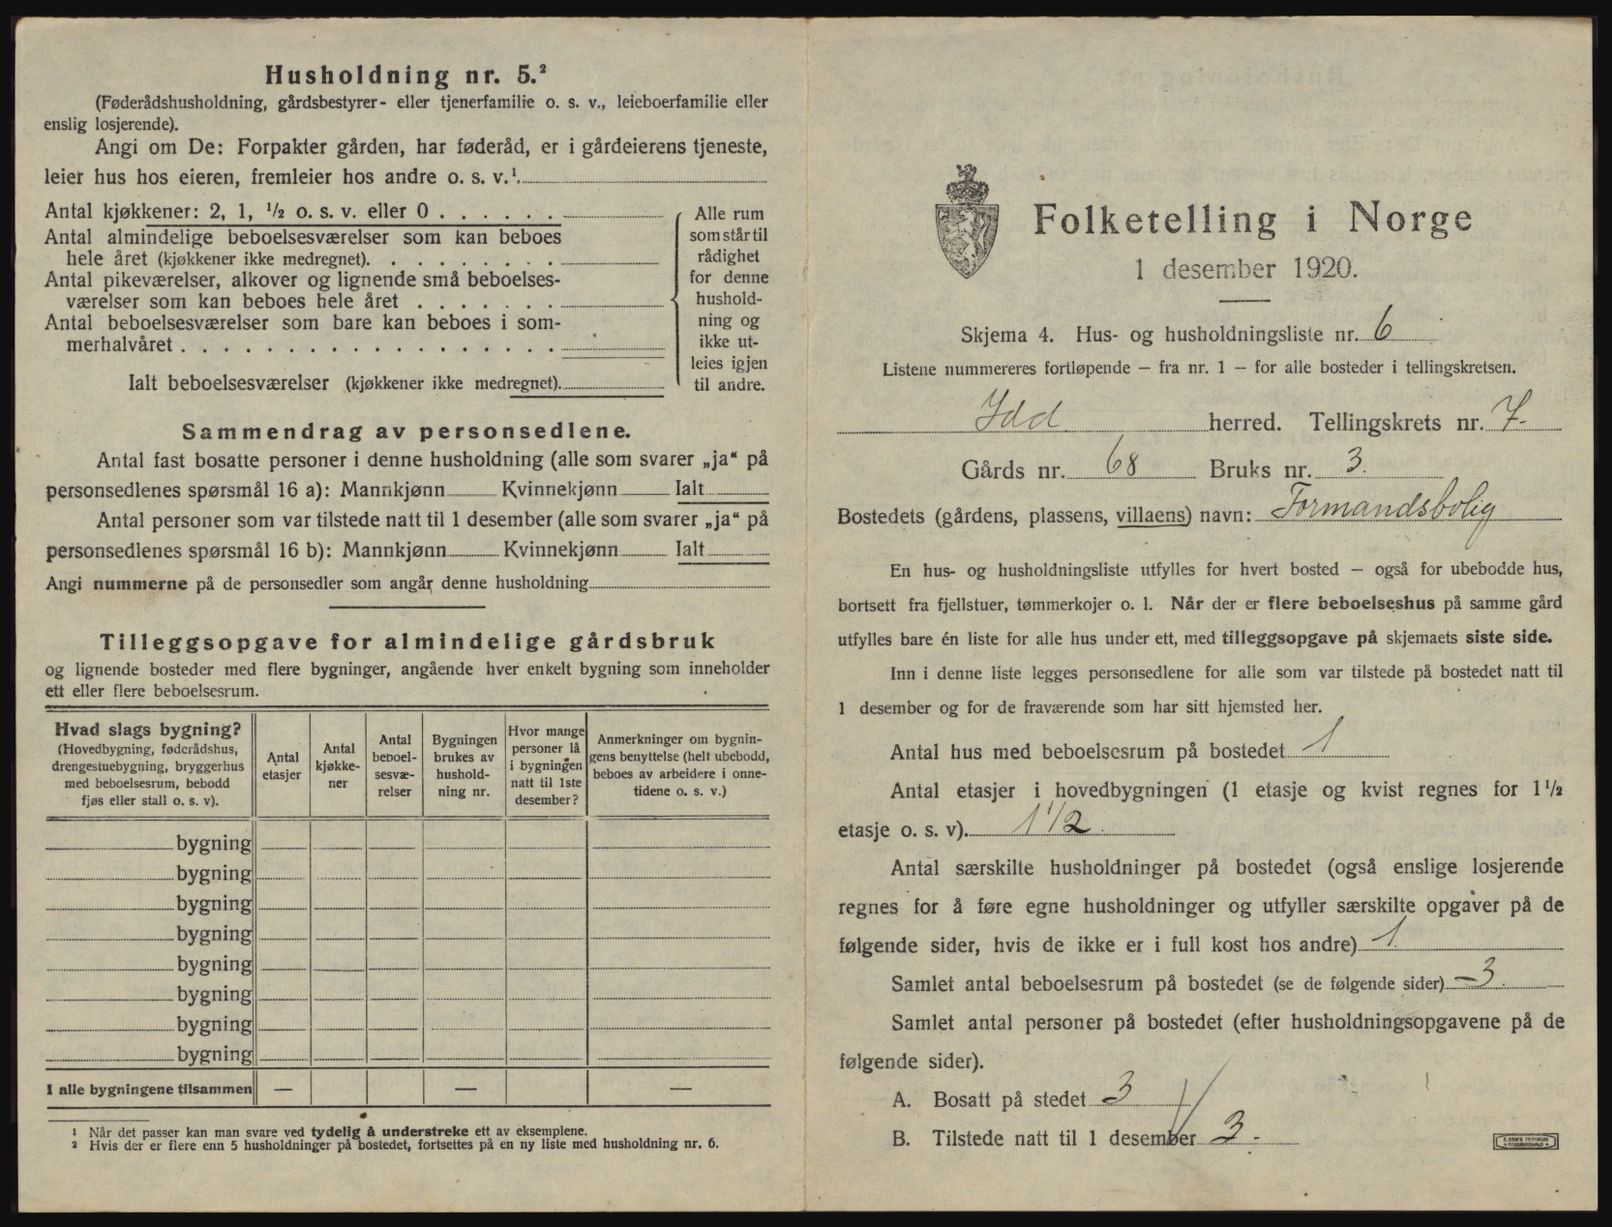 Husholdning nr. 5.²
(Føderådshusholdning, gårdsbestyrer- eller tjenerfamilie o. s. v., leieboerfamilie eller
enslig losjerende).
Angi om De: Forpakter gården, har føderåd, er i gårdeierens tjeneste,
leier hus hos eieren, fremleier hos andre o. s. v.¹
Antal kjøkkener: 2, 1, ½ o. s. v. eller 0 . . . . . .
Antal almindelige beboelsesværelser som kan beboes
hele året (kjøkkener ikke medregnet). . . . . . . . .
Antal pikeværelser, alkover og lignende små beboelses-
værelser som kan beboes hele året . . . . . . .
Antal beboelsesværelser som bare kan beboes i som-
merhalvåret . . . . . . . . . . . . . . . . . .
Ialt beboelsesværelser (kjøkkener ikke medregnet).
Alle rum
som står til
rådighet
for denne
hushold-
ning og
ikke ut-
leies igjen
til andre.
Sammendrag av personsedlene.
Antal fast bosatte personer i denne husholdning (alle som svarer „ja“ på
personsedlenes spørsmål 16 a): Mannkjønn Kvinnekjønn Ialt
Antal personer som var tilstede natt til 1 desember (alle som svarer „ja“ på
personsedlenes spørsmål 16 b): Mannkjønn Kvinnekjønn Ialt
Angi nummerne på de personsedler som angår denne husholdning
Tilleggsopgave for almindelige gårdsbruk
og lignende bosteder med flere bygninger, angående hver enkelt bygning som inneholder
ett eller flere beboelsesrum.
Hvad slags bygning?
(Hovedbygning, føderådshus,
drengestuebygning, bryggerhus
med beboelsesrum, bebodd
fjøs eller stall o. s. v).
Antal
etasjer
Antal
kjøkke-
ner
Antal
beboel-
sesvæ-
relser
Bygningen
brukes av
hushold-
ning nr.
Hvor mange
personer lå
i bygningen
natt til 1ste
desember?
Anmerkninger om bygnin-
gens benyttelse (helt ubebodd,
beboes av arbeidere i onne-
tidene o. s. v.)
bygning
bygning
bygning
bygning
bygning
bygning
bygning
bygning
I alle bygningene tilsammen — — —
¹ Når det passer kan man svare ved tydelig å understreke ett av eksemplene.
² Hvis der er flere enn 5 husholdninger på bostedet, fortsettes på en ny liste med husholdning nr. 6.
Folketelling i Norge
1 desember 1920.
Skjema 4. Hus- og husholdningsliste nr. 6
Listene nummereres fortløpende – fra nr. 1 – for alle bosteder i tellingskretsen.
Idd herred. Tellingskrets nr. 7.
Gårds nr. 68 Bruks nr. 3.
Bostedets (gårdens, plassens, villaens) navn: Formandsbolig
En hus- og husholdningsliste utfylles for hvert bosted – også for ubebodde hus,
bortsett fra fjellstuer, tømmerkojer o. l. Når der er flere beboelseshus på samme gård
utfylles bare én liste for alle hus under ett, med tilleggsopgave på skjemaets siste side.
Inn i denne liste legges personsedlene for alle som var tilstede på bostedet natt til
1 desember og for de fraværende som har sitt hjemsted her.
Antal hus med beboelsesrum på bostedet 1
Antal etasjer i hovedbygningen (1 etasje og kvist regnes for 1½
etasje o. s. v). 1 1/2.
Antal særskilte husholdninger på bostedet (også enslige losjerende
regnes for å føre egne husholdninger og utfyller særskilte opgaver på de
følgende sider, hvis de ikke er i full kost hos andre) 1.
Samlet antal beboelsesrum på bostedet (se de følgende sider) 3.
Samlet antal personer på bostedet (efter husholdningsopgavene på de
følgende sider).
A. Bosatt på stedet 3
B. Tilstede natt til 1 desember 3.